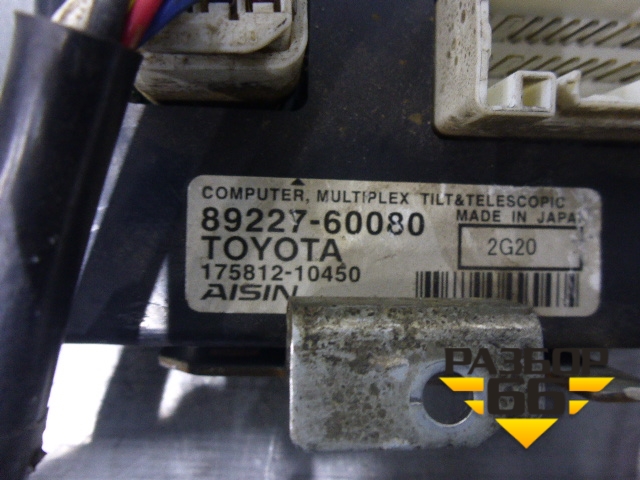 COMPUTER, MULTIPLEX TILT&TELESCOPIC
89227-60080
MADE IN JAPAN
TOYOTA
2G20
175812-10450
AISIN
РАЗБОР
66